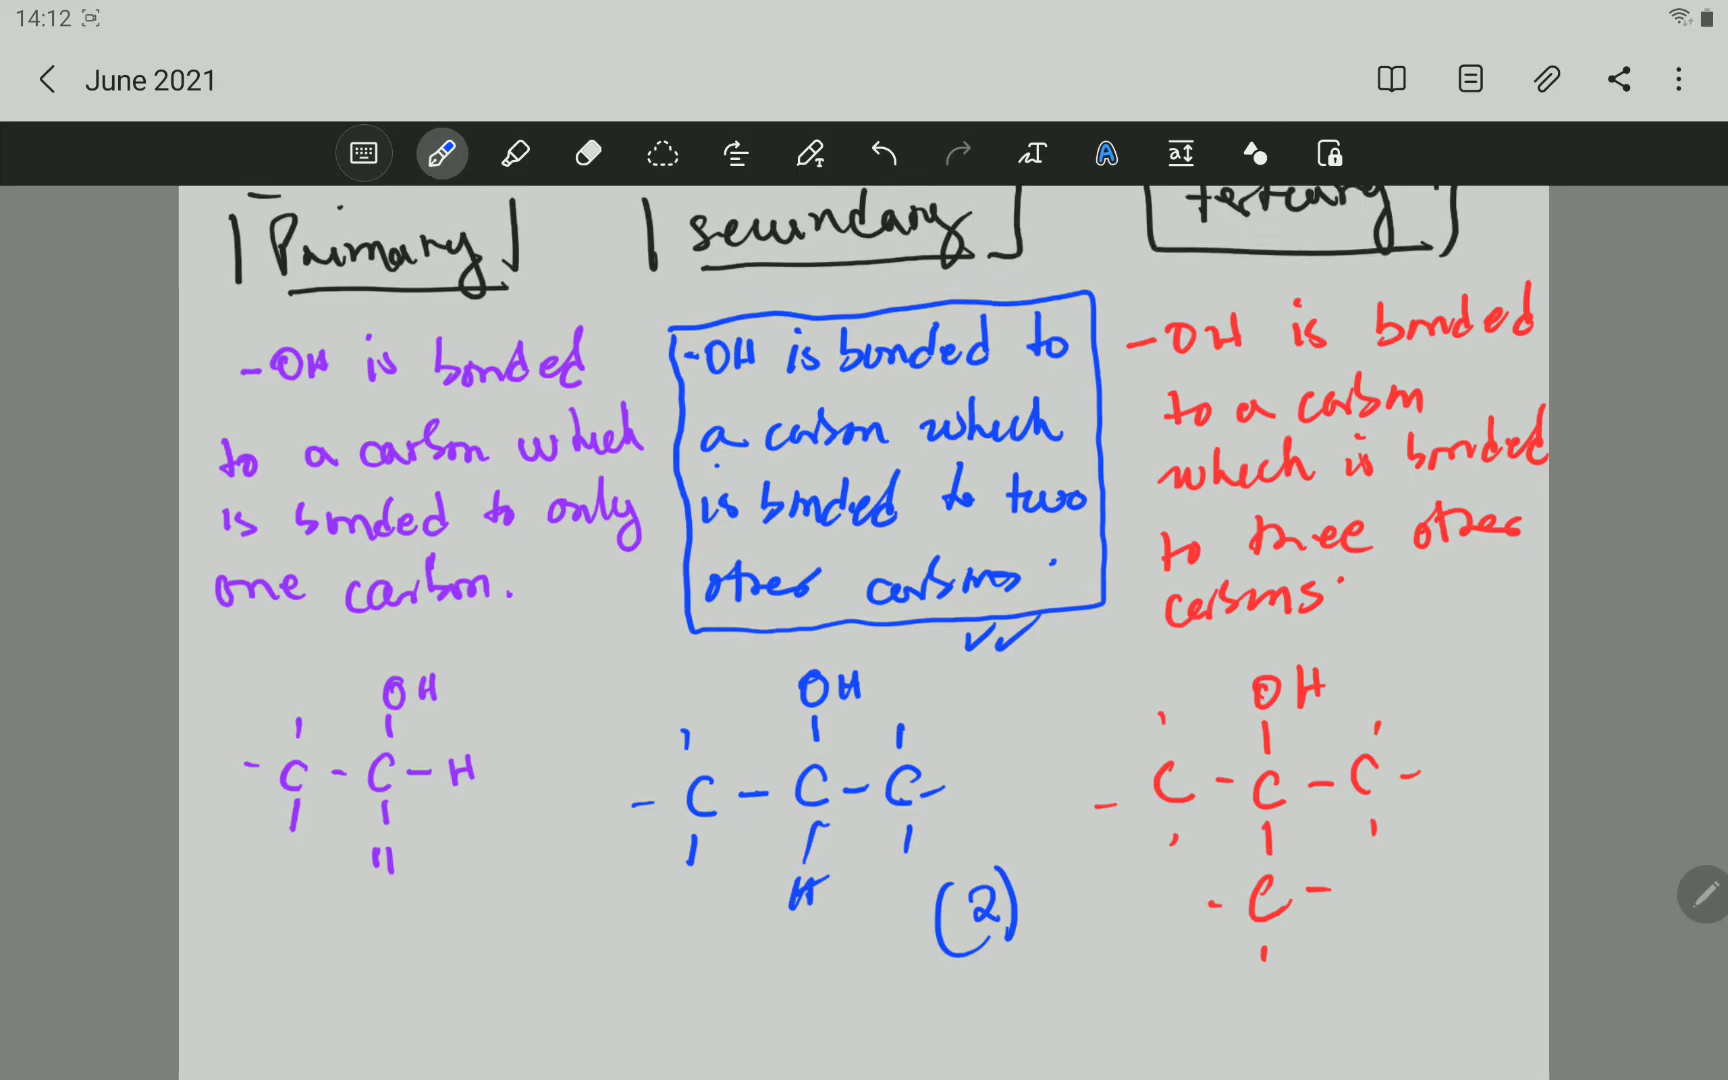 14:12
June 2021
Primary
secondary
tertiary
-OH is bonded
to a carbon which
is bonded to only
one carbon.
-OH is bonded to
a carbon which
is bonded to two
other carbons.
-OH is bonded
to a carbon
which is bonded
to three other
carbons.
OH
- C - C - H
H
OH
- C - C - C -
H
(2)
OH
- C - C - C -
- C -